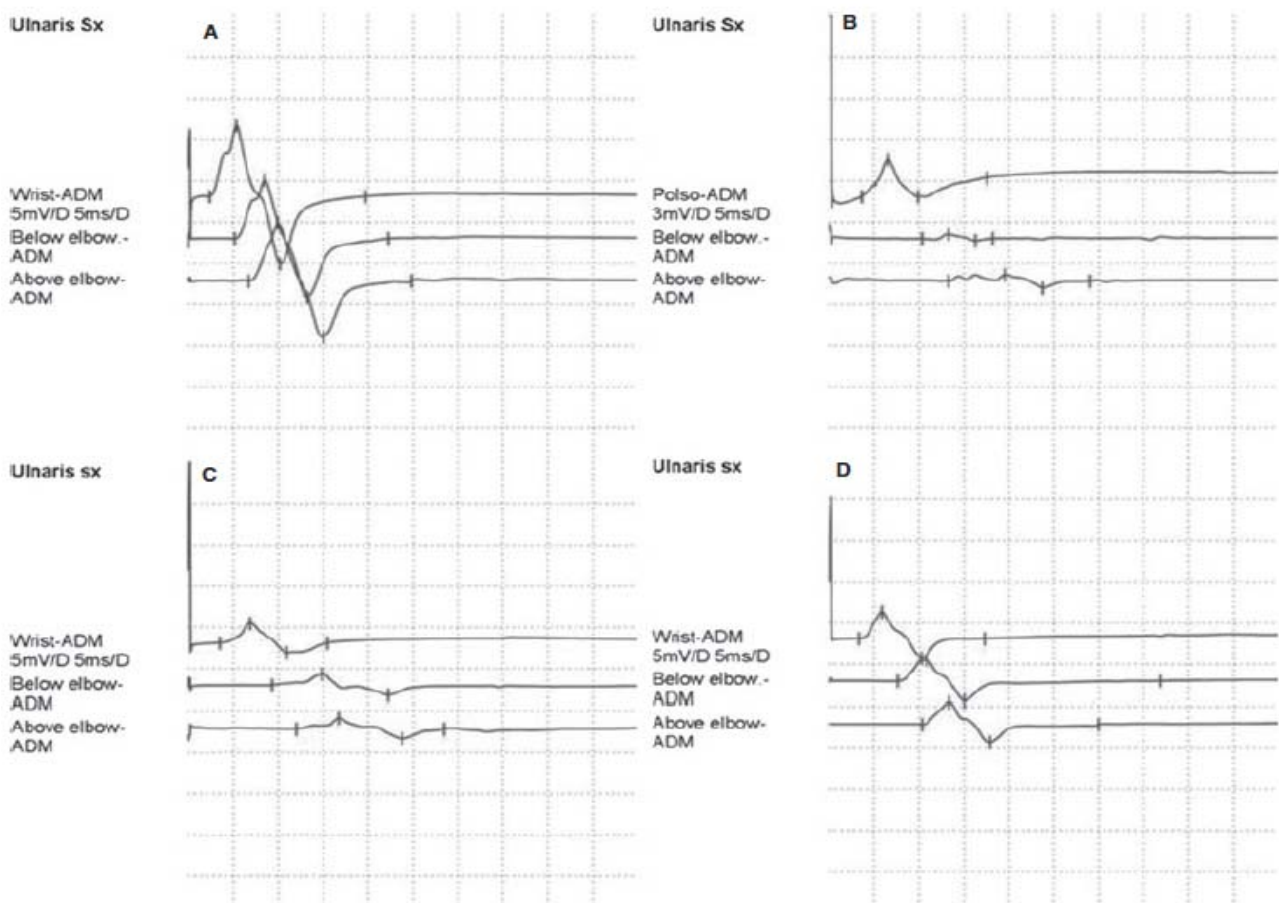 Ulnaris Sx
A
Wrist-ADM
5mV/D 5ms/D
Below elbow.-
ADM
Above elbow-
ADM
Ulnaris Sx
B
Polso-ADM
3mV/D 5ms/D
Below elbow.-
ADM
Above elbow-
ADM
Ulnaris sx
C
Wrist-ADM
5mV/D 5ms/D
Below elbow-
ADM
Above elbow-
ADM
Ulnaris sx
D
Wrist-ADM
5mV/D 5ms/D
Below elbow.-
ADM
Above elbow-
ADM